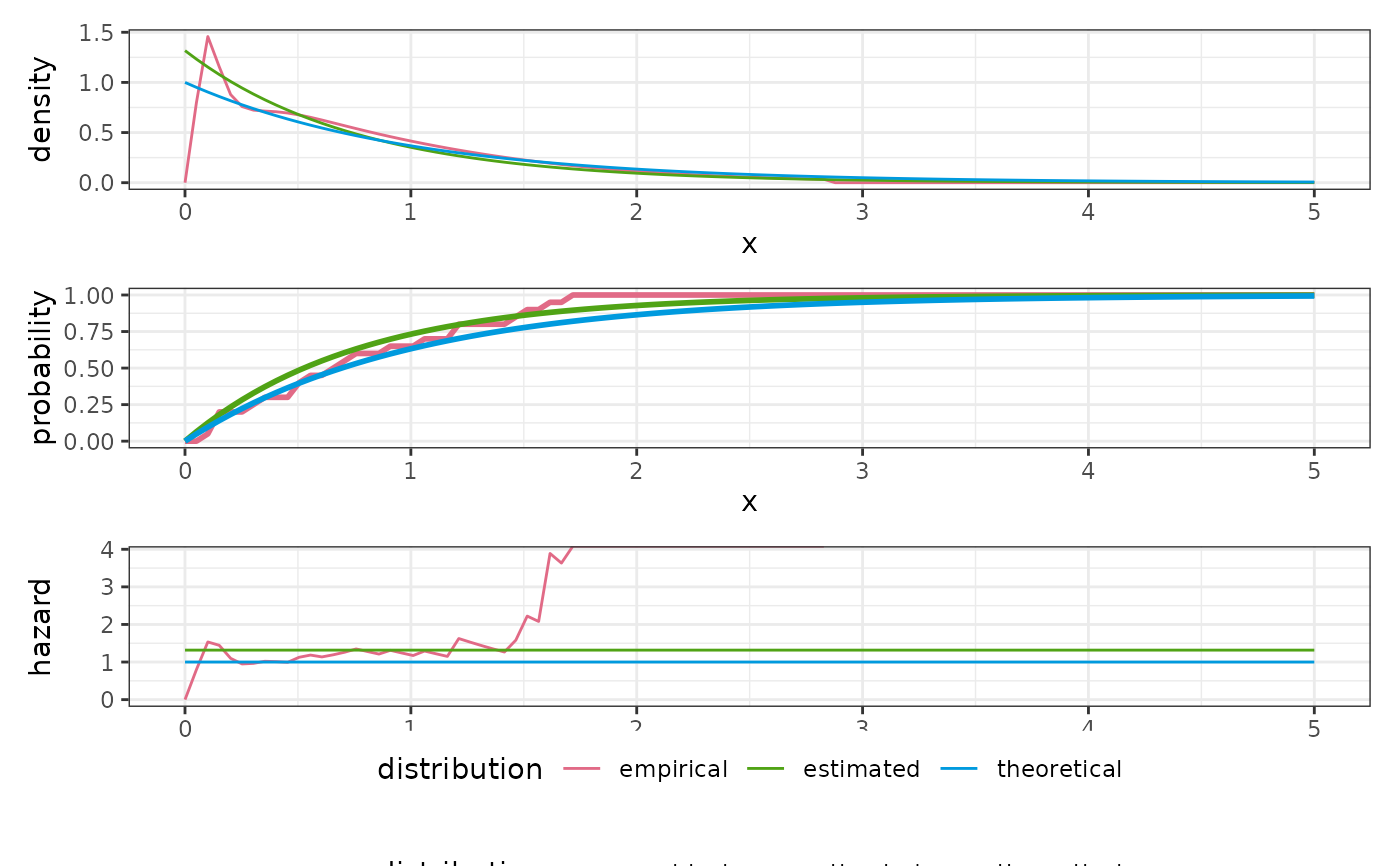 1.5
1.0
0.5
0.0
density
0 1 2 3 4 5
x
1.00
0.75
0.50
0.25
0.00
probability
0 1 2 3 4 5
x
4
3
2
1
0
hazard
0 1 2 3 4 5
distribution empirical estimated theoretical